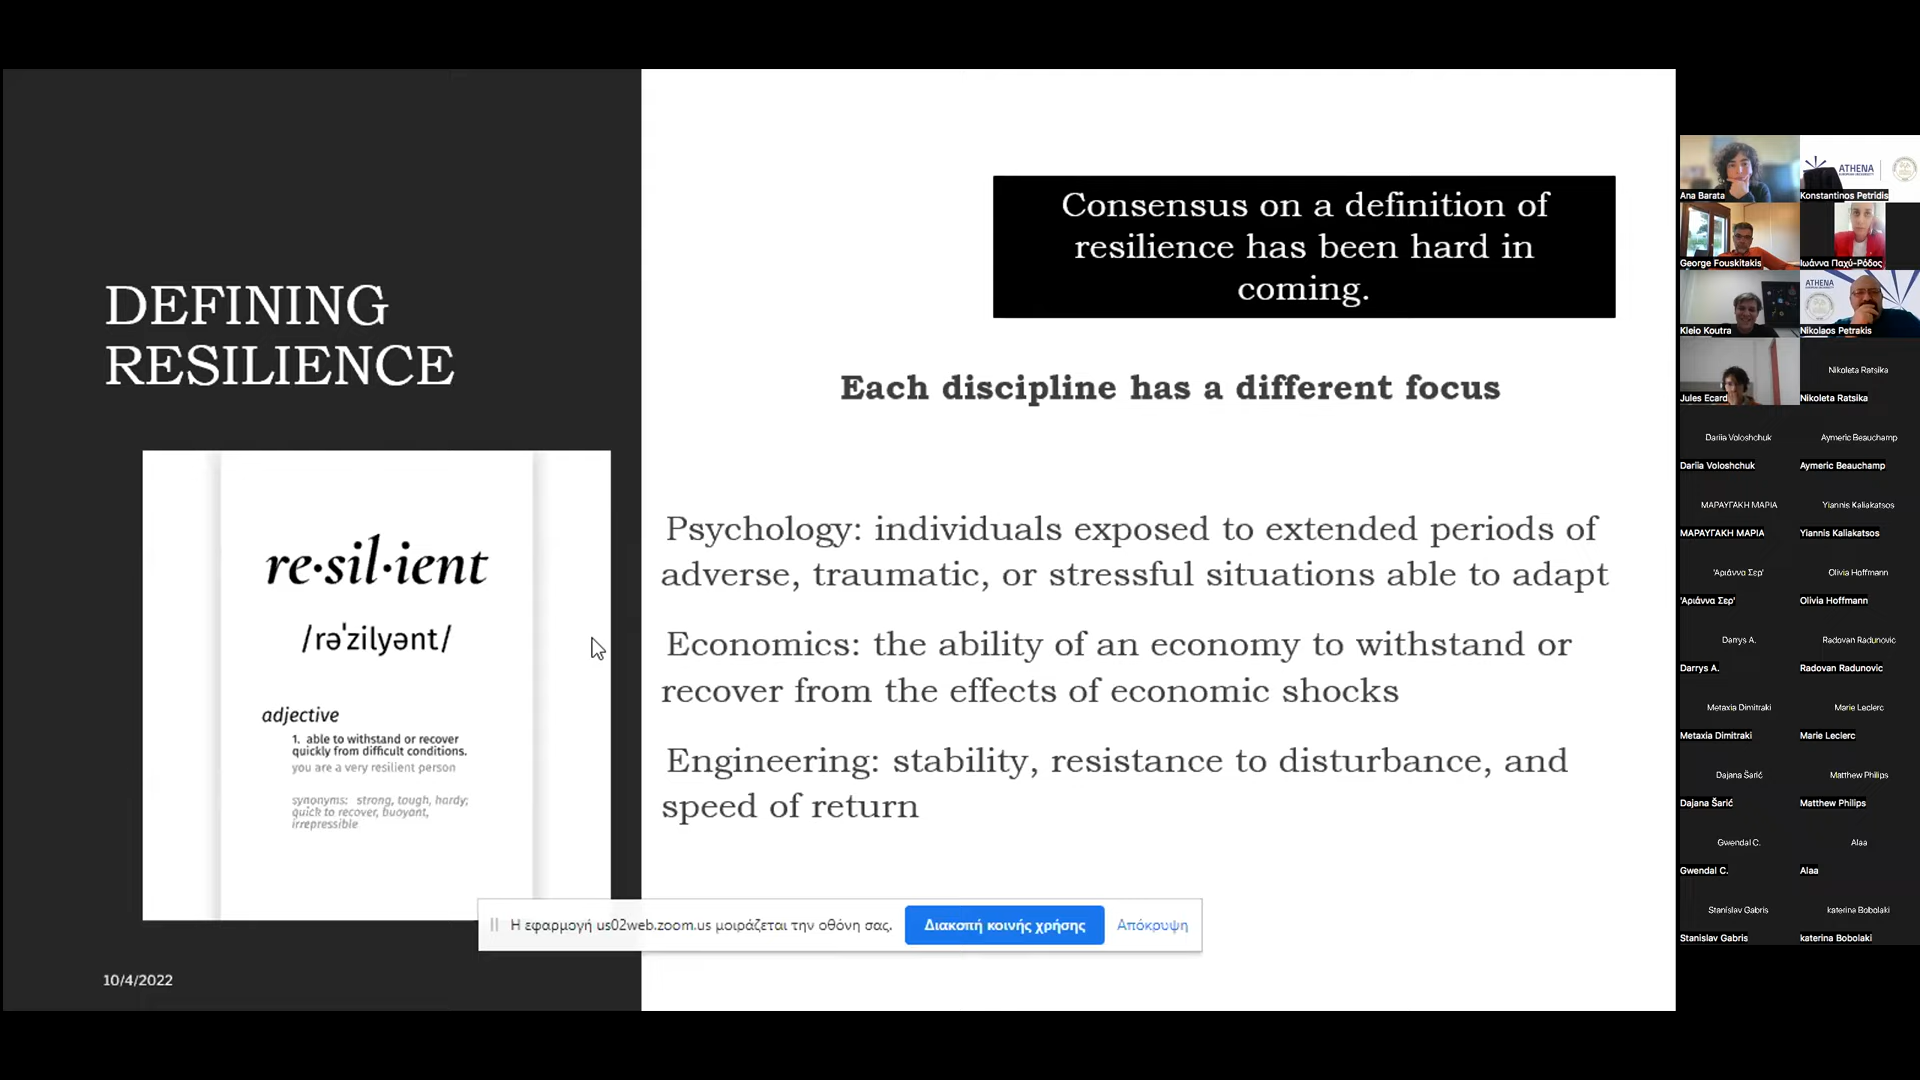 DEFINING
RESILIENCE
re·sil·ient
/rə'zilyənt/
adjective
1. able to withstand or recover
quickly from difficult conditions.
you are a very resilient person
synonyms: strong, tough, hardy;
quick to recover, buoyant,
irrepressible
10/4/2022
Consensus on a definition of
resilience has been hard in
coming.
Each discipline has a different focus
Psychology: individuals exposed to extended periods of
adverse, traumatic, or stressful situations able to adapt
Economics: the ability of an economy to withstand or
recover from the effects of economic shocks
Engineering: stability, resistance to disturbance, and
speed of return
Η εφαρμογή us02web.zoom.us μοιράζεται την οθόνη σας.
Διακοπή κοινής χρήσης
Απόκρυψη
Ana Barata
ATHENA
Konstantinos Petridis
George Fouskitakis
Ιωάννα Παχύ-Ρόδος
Kleio Koutra
ATHENA
Nikolaos Petrakis
Jules Ecard
Nikoleta Ratsika
Nikoleta Ratsika
Dariia Voloshchuk
Aymeric Beauchamp
Dariia Voloshchuk
Aymeric Beauchamp
ΜΑΡΑΥΓΑΚΗ ΜΑΡΙΑ
Yiannis Kaliakatsos
ΜΑΡΑΥΓΑΚΗ ΜΑΡΙΑ
Yiannis Kaliakatsos
'Αριάννα Σερ'
Olivia Hoffmann
'Αριάννα Σερ'
Olivia Hoffmann
Darrys A.
Radovan Radunovic
Darrys A.
Radovan Radunovic
Metaxia Dimitraki
Marie Leclerc
Metaxia Dimitraki
Marie Leclerc
Dajana Šarić
Matthew Philips
Dajana Šarić
Matthew Philips
Gwendal C.
Alaa
Gwendal C.
Alaa
Stanislav Gabris
katerina Bobolaki
Stanislav Gabris
katerina Bobolaki